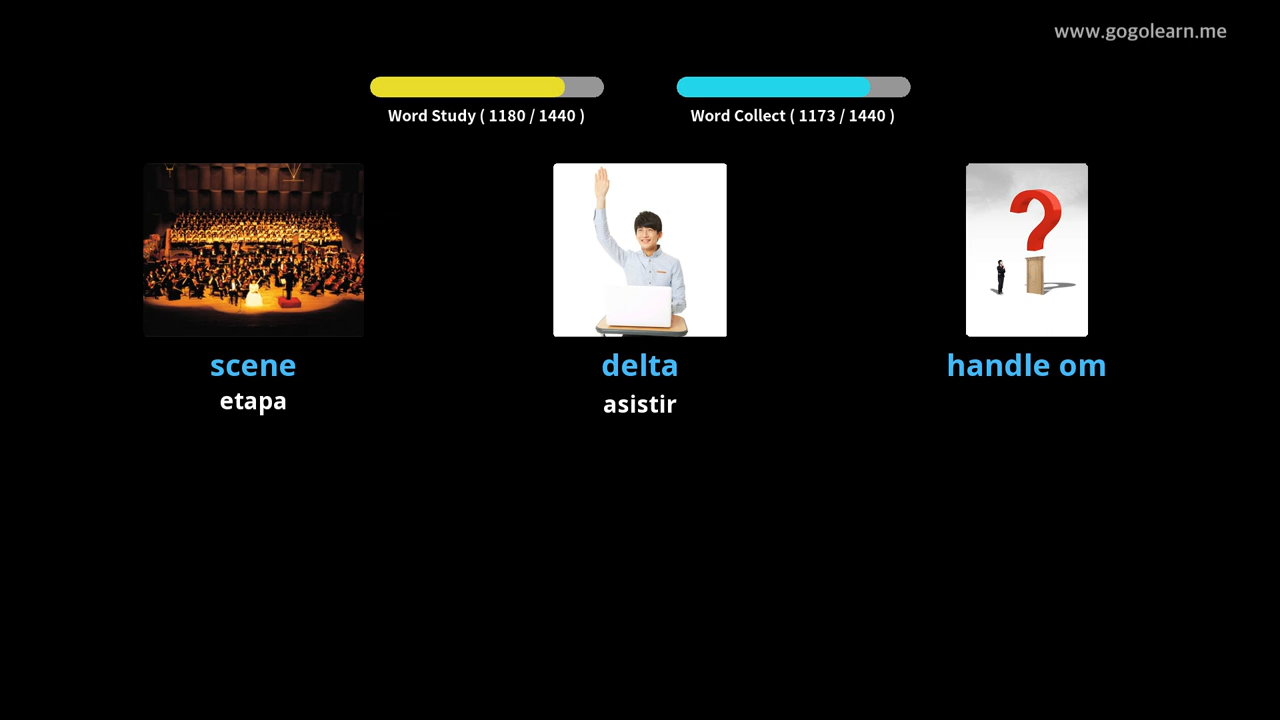 www.gogolearn.me
Word Study ( 1180 / 1440 )
Word Collect ( 1173 / 1440 )
scene
etapa
delta
asistir
handle om